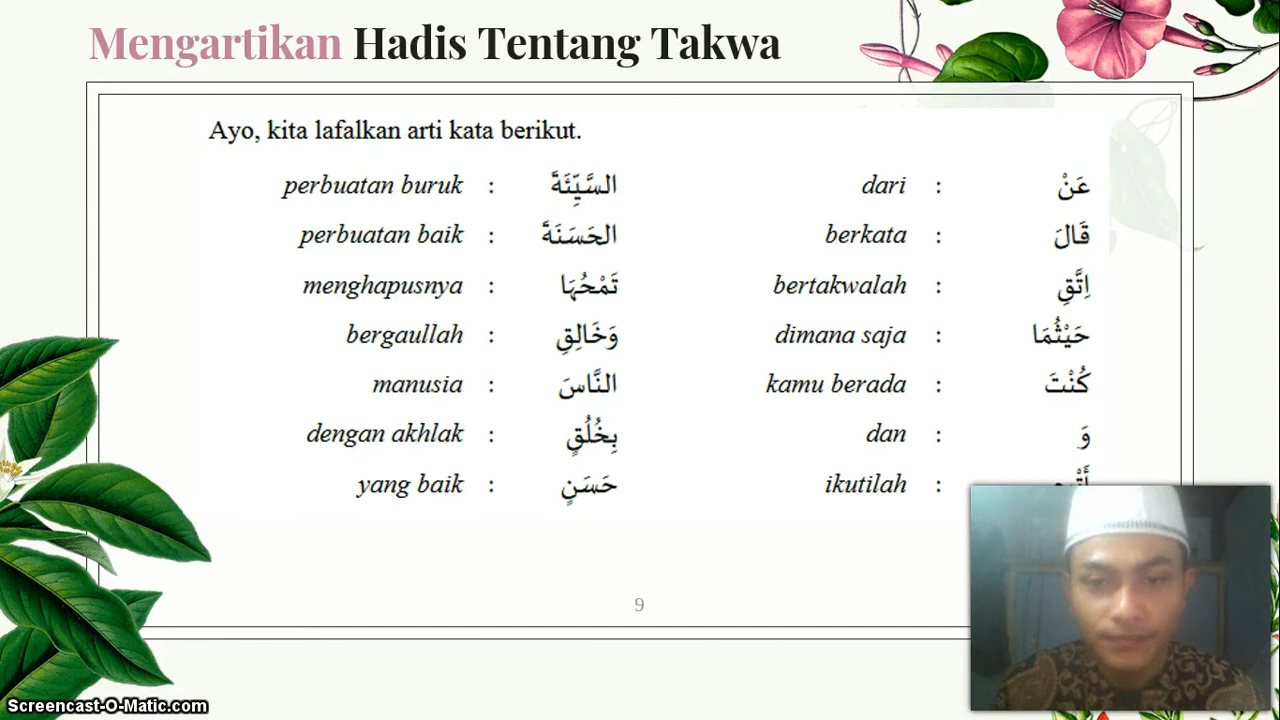 Mengartikan Hadis Tentang Takwa
Ayo, kita lafalkan arti kata berikut.
عَنْ : dari
قَالَ : berkata
اِتَّقِ : bertakwalah
حَيْثُمَا : dimana saja
كُنْتَ : kamu berada
وَ : dan
: ikutilah
السَّيِّئَةَ : perbuatan buruk
الحَسَنَةَ : perbuatan baik
تَمْحُهَا : menghapusnya
وَخَالِقِ : bergaullah
النَّاسَ : manusia
بِخُلُقٍ : dengan akhlak
حَسَنٍ : yang baik
9
Screencast-O-Matic.com